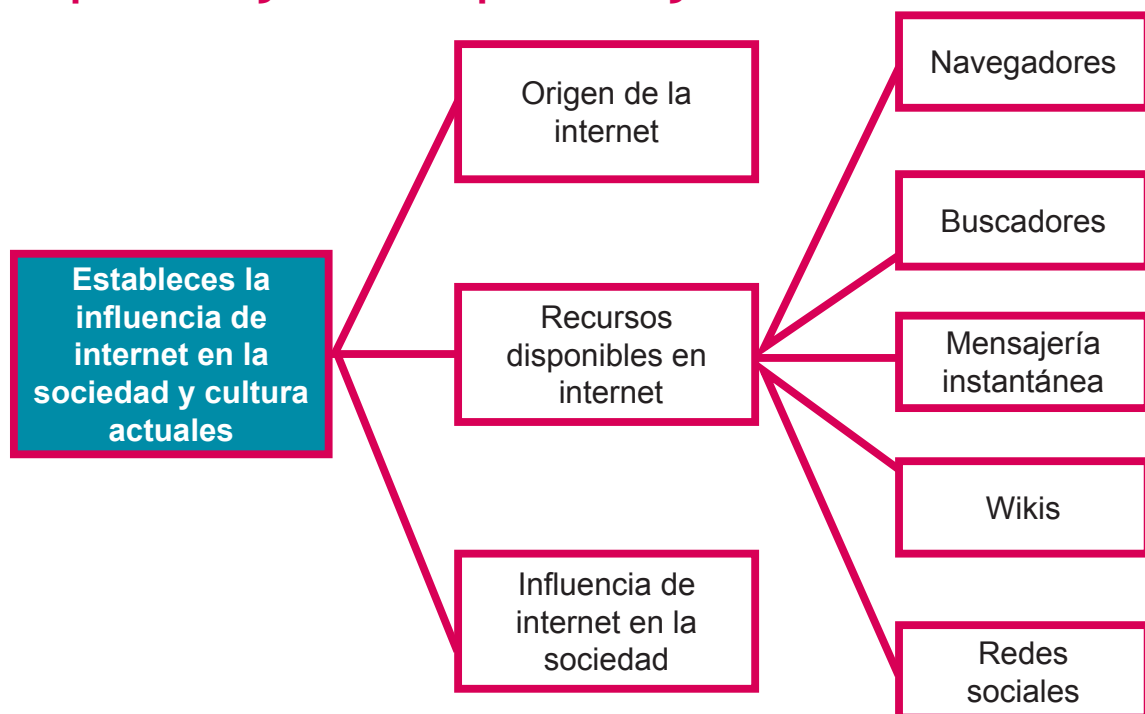 Estableces la
influencia de
internet en la
sociedad y cultura
actuales
Origen de la
internet
Recursos
disponibles en
internet
Influencia de
internet en la
sociedad
Navegadores
Buscadores
Mensajería
instantánea
Wikis
Redes
sociales